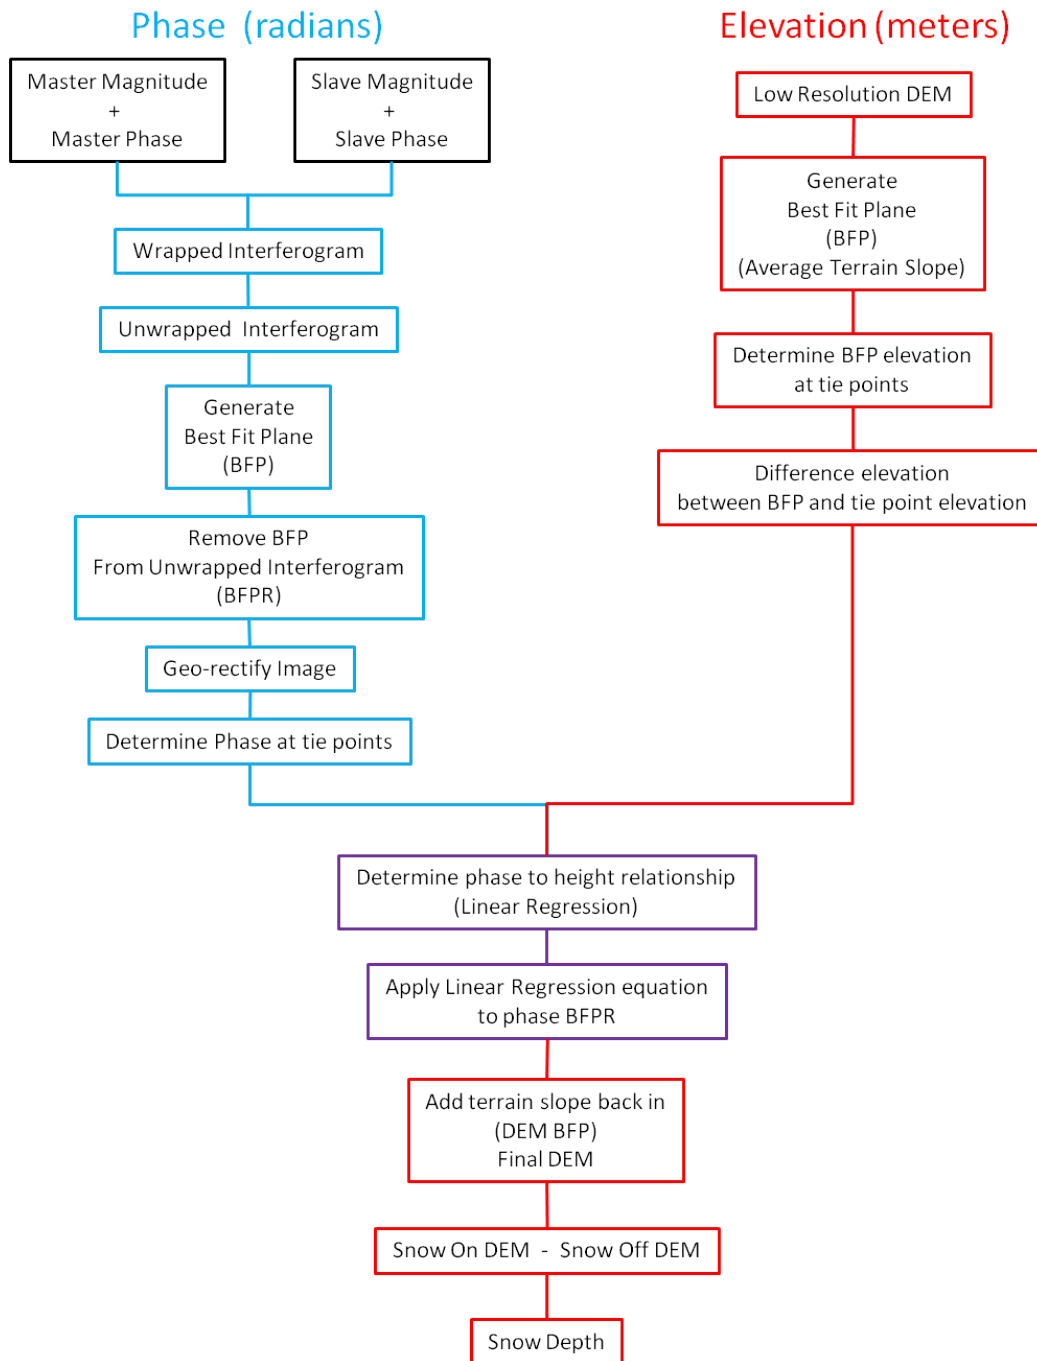 Phase (radians)
Elevation (meters)
Master Magnitude
+
Master Phase
Slave Magnitude
+
Slave Phase
Wrapped Interferogram
Unwrapped Interferogram
Generate
Best Fit Plane
(BFP)
Remove BFP
From Unwrapped Interferogram
(BFPR)
Geo-rectify Image
Determine Phase at tie points
Low Resolution DEM
Generate
Best Fit Plane
(BFP)
(Average Terrain Slope)
Determine BFP elevation
at tie points
Difference elevation
between BFP and tie point elevation
Determine phase to height relationship
(Linear Regression)
Apply Linear Regression equation
to phase BFPR
Add terrain slope back in
(DEM BFP)
Final DEM
Snow On DEM - Snow Off DEM
Snow Depth